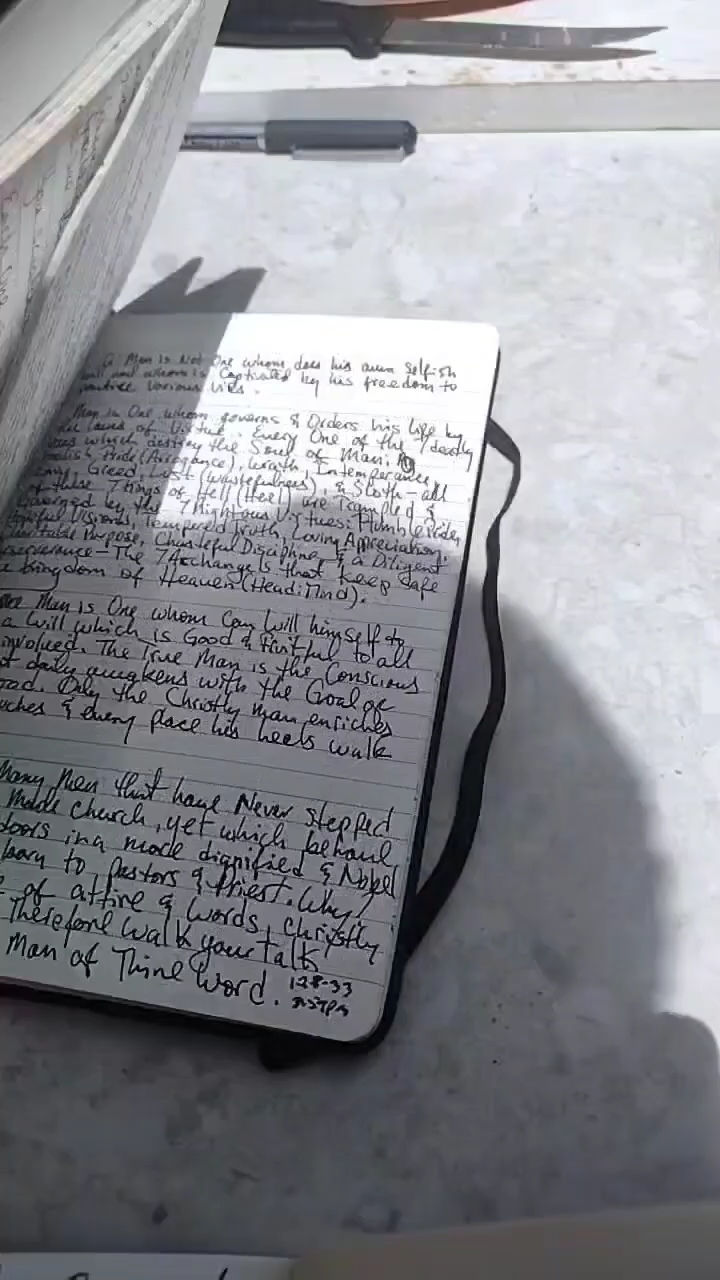 a Man is Not One whom does his own selfish
will and whom is Captivated by his freedom to
various Vices.
Man is One whom governs & Orders his life by
laws of Virtue. Every One of the 7 deadly
vices which destroy the Soul of Man:
Pride (Arrogance), Wrath, Intemperance,
Greed, Lust (wastefulness), & Sloth - all
of these 7 kings of Hell (Heel) are Trampled &
Governed by the 7 Righteous Virtues:
Visions, Tempered Truth, Loving Appreciation,
Charitable Purpose, Chasteful Discipline, & a Diligent
Perseverance - The 7 Archangels that keep safe
kingdom of Heaven (Head: Mind).
Man is One whom Can Will himself to
a Will which is Good & fruitful to all
involved. The True Man is the Conscious
daily awakens with the Goal of
Only the Christly man enriches
& every place his heels walk
Many Men that have Never stepped
Made Church, yet which behave
doors in a more dignified & Nobel
to Pastors & Priest. Why?
of attire & words, Christly
Therefore walk your talk
Man of Thine Word.